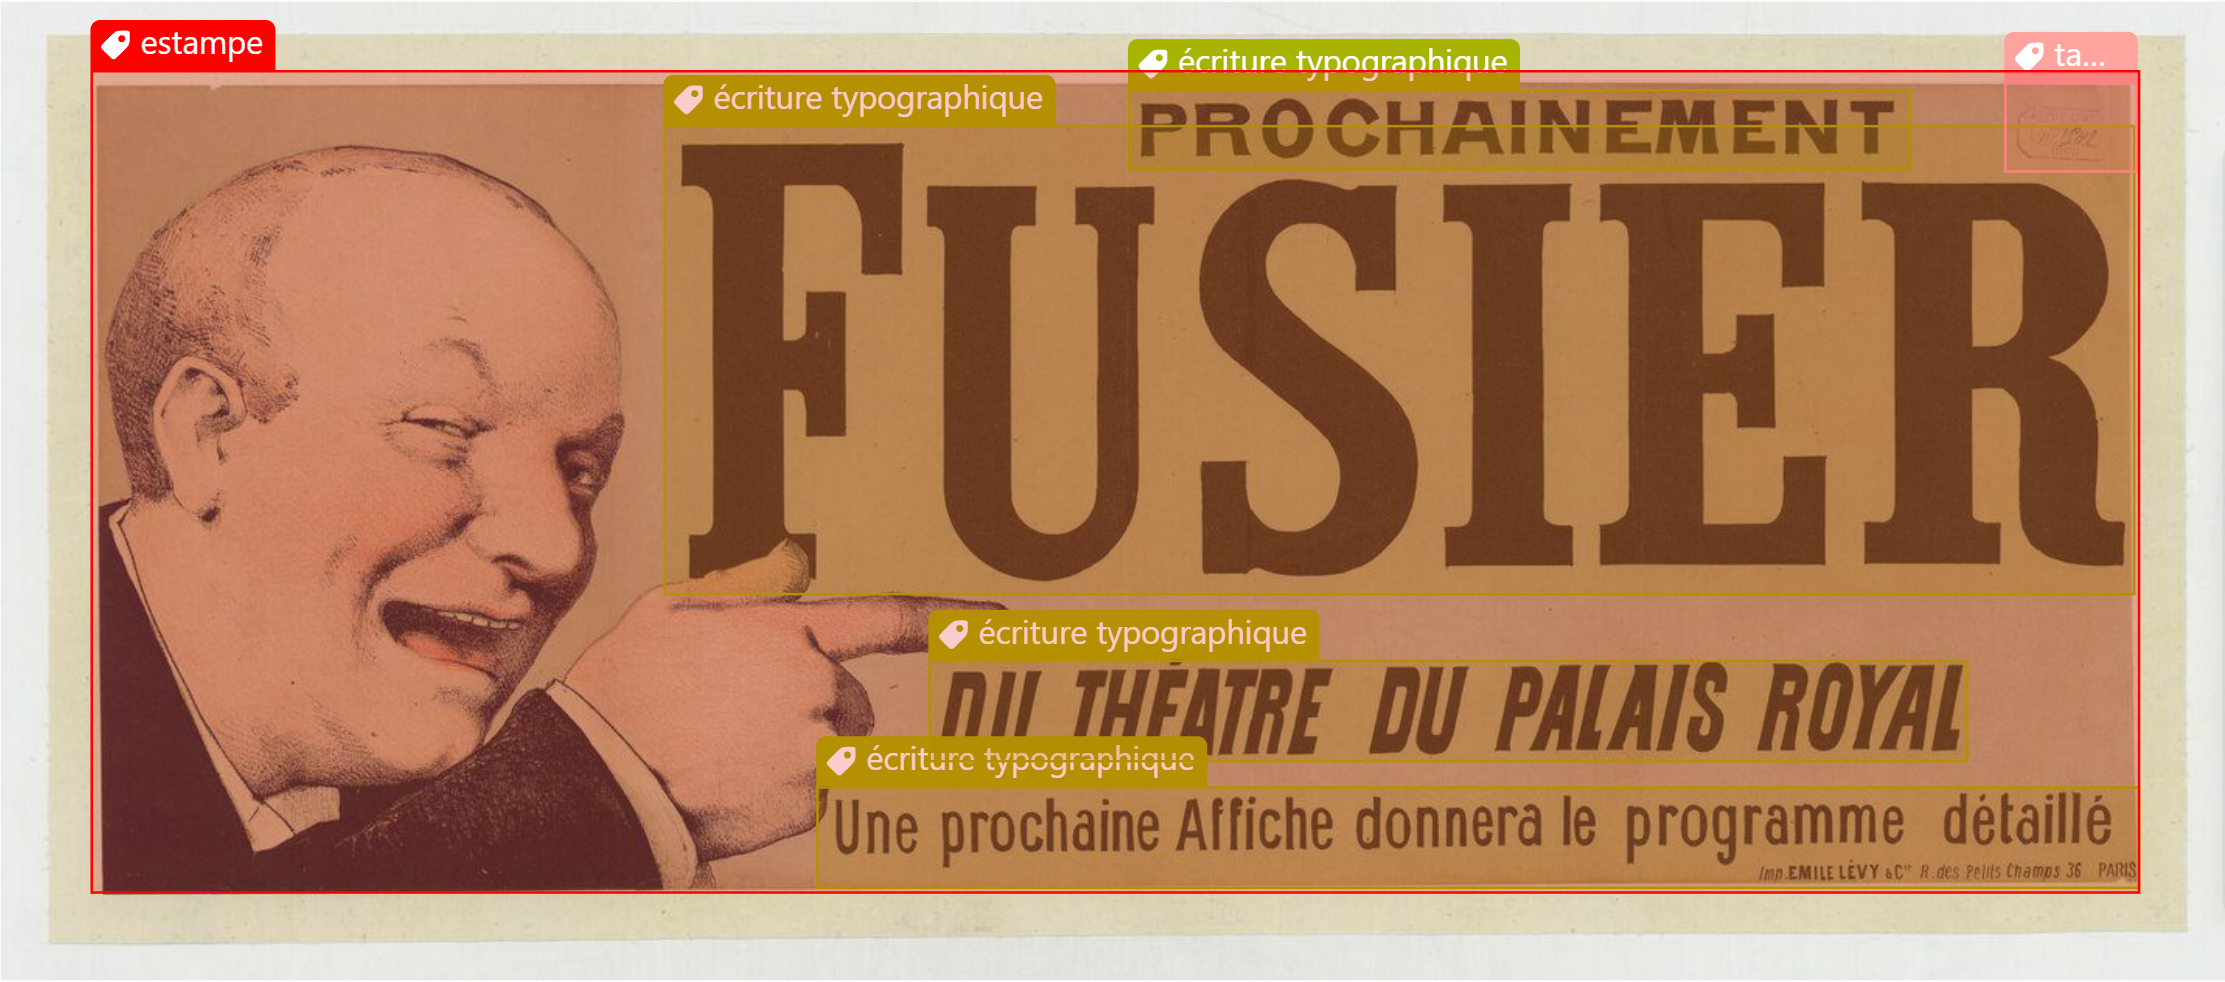 estampe
écriture typographique
ta...
écriture typographique
PROCHAINEMENT
FUSIER
écriture typographique
DU THÉATRE DU PALAIS ROYAL
écriture typographique
Une prochaine Affiche donnera le programme détaillé
Imp. EMILE LÉVY & Cie R. des Petits Champs 36 PARIS